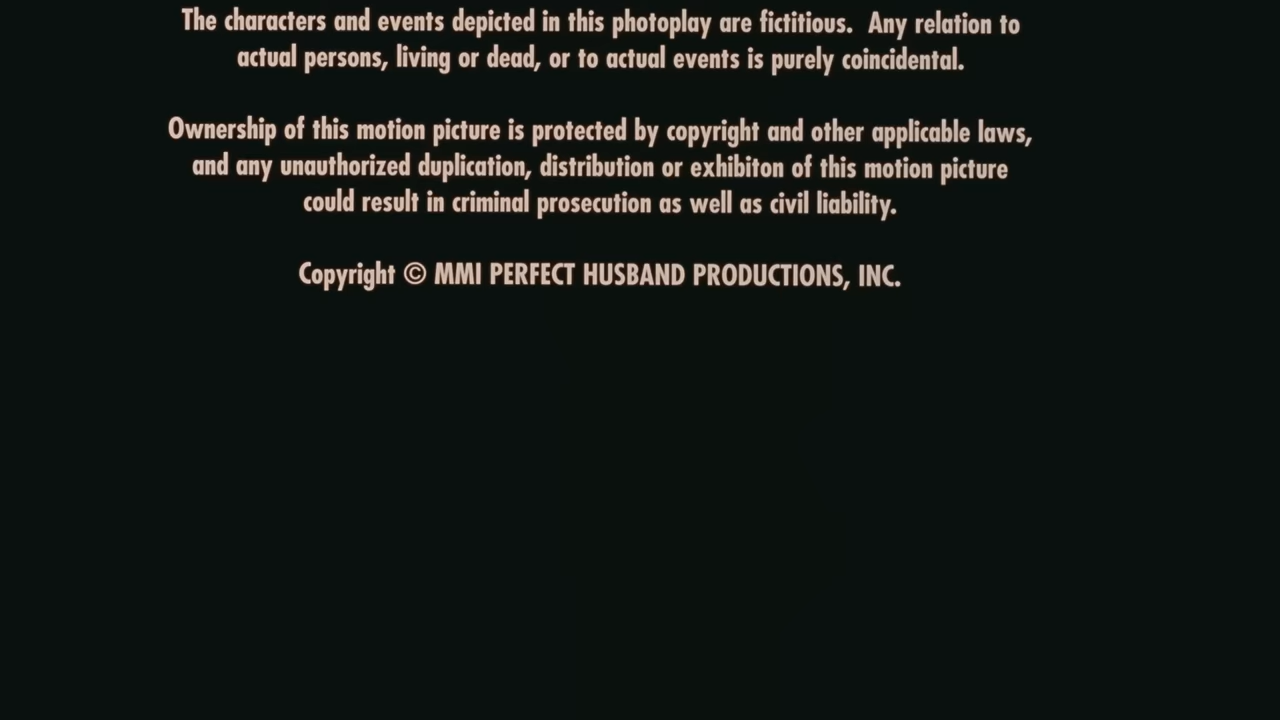 The characters and events depicted in this photoplay are fictitious.  Any relation to
actual persons, living or dead, or to actual events is purely coincidental.
Ownership of this motion picture is protected by copyright and other applicable laws,
and any unauthorized duplication, distribution or exhibiton of this motion picture
could result in criminal prosecution as well as civil liability.
Copyright © MMI PERFECT HUSBAND PRODUCTIONS, INC.